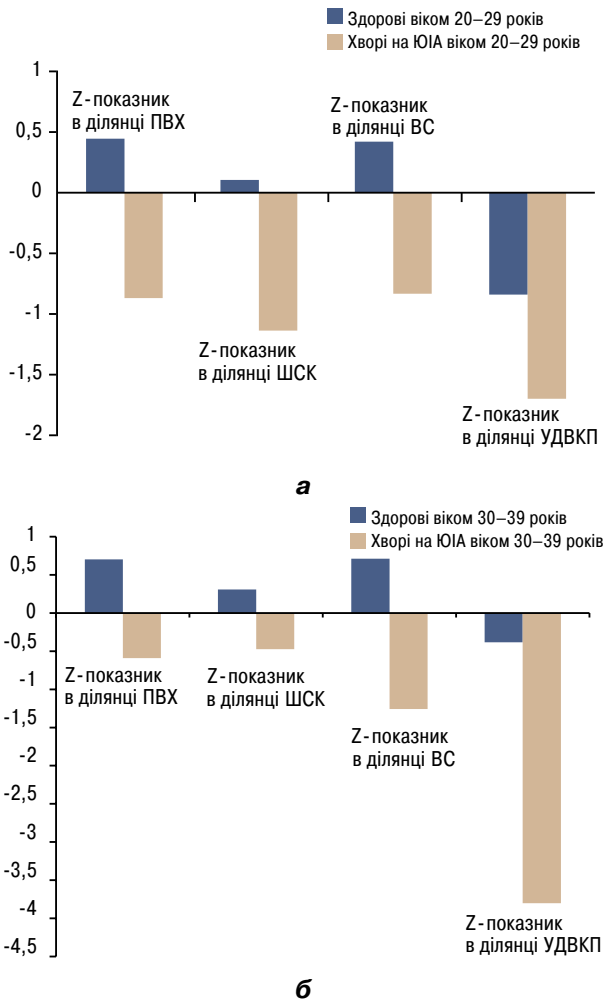 Здорові віком 20–29 років
Хворі на ЮІА віком 20–29 років
1
0,5
0
-0,5
-1
-1,5
-2
Z-показник
в ділянці ПВХ
Z-показник
в ділянці ШСК
Z-показник
в ділянці ВС
Z-показник
в ділянці УДВКП
а
Здорові віком 30–39 років
Хворі на ЮІА віком 30–39 років
1
0,5
0
-0,5
-1
-1,5
-2
-2,5
-3
-3,5
-4
-4,5
Z-показник
в ділянці ПВХ
Z-показник
в ділянці ШСК
Z-показник
в ділянці ВС
Z-показник
в ділянці УДВКП
б